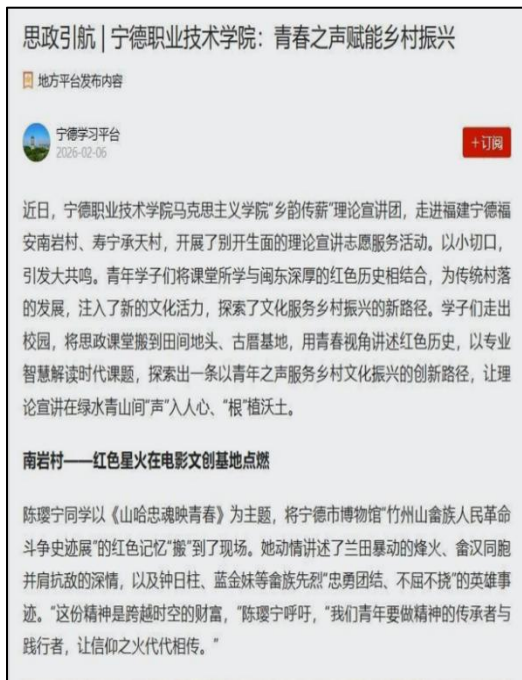 思政引航 | 宁德职业技术学院：青春之声赋能乡村振兴
地方平台发布内容
宁德学习平台
2026-02-06
+订阅
近日，宁德职业技术学院马克思主义学院“乡韵传薪”理论宣讲团，走进福建宁德福
安南岩村、寿宁承天村，开展了别开生面的理论宣讲志愿服务活动。以小切口，
引发大共鸣。青年学子们将课堂所学与闽东深厚的红色历史相结合，为传统村落
的发展，注入了新的文化活力，探索了文化服务乡村振兴的新路径。学子们走出
校园，将思政课堂搬到田间地头、古厝基地，用青春视角讲述红色历史，以专业
智慧解读时代课题，探索出一条以青年之声服务乡村文化振兴的创新路径，让理
论宣讲在绿水青山间“声”入人心、“根”植沃土。
南岩村——红色星火在电影文创基地点燃
陈璎宁同学以《山哈忠魂映青春》为主题，将宁德市博物馆“竹州山畲族人民革命
斗争史迹展”的红色记忆“搬”到了现场。她动情讲述了兰田暴动的烽火、畲汉同胞
并肩抗敌的深情，以及钟日柱、蓝金妹等畲族先烈“忠勇团结、不屈不挠”的英雄事
迹。“这份精神是跨越时空的财富，”陈璎宁呼吁，“我们青年要做精神的传承者与
践行者，让信仰之火代代相传。”